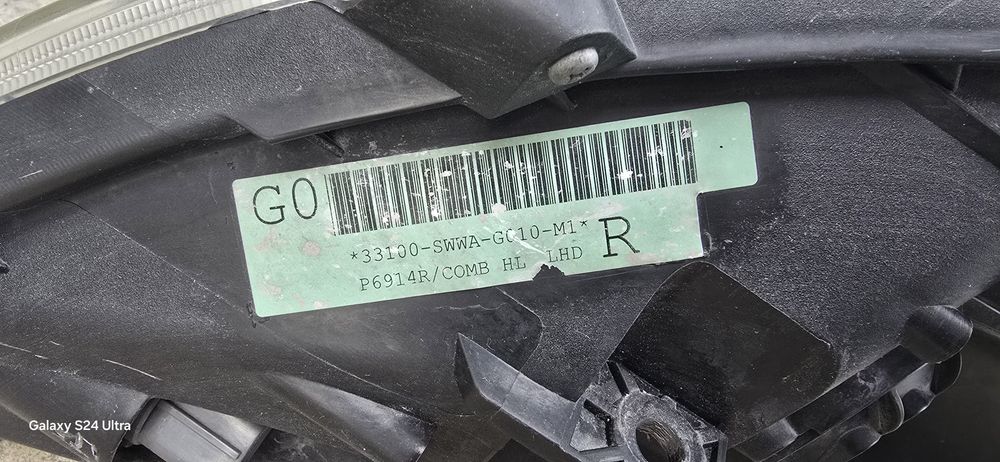 G0
*33100-SWWA-G010-M1*
R
P6914R/COMB HL LHD
Galaxy S24 Ultra